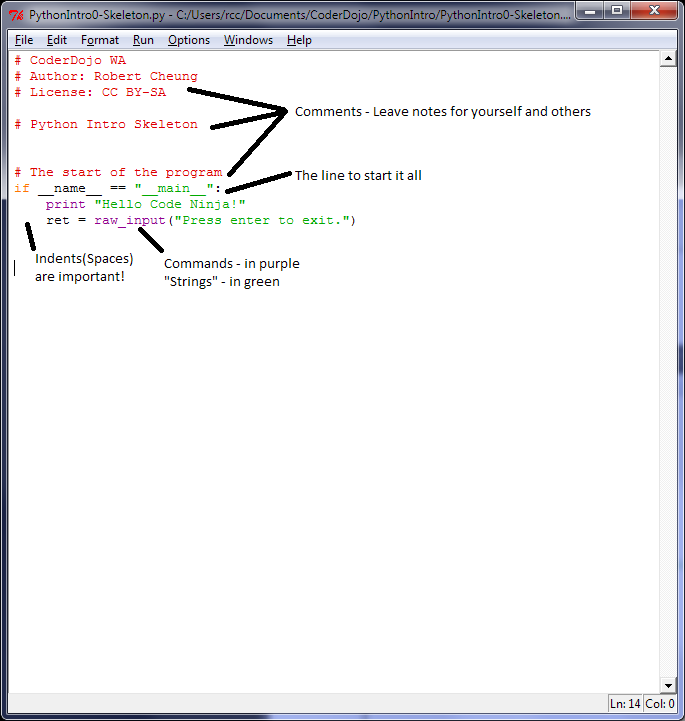 PythonIntro0-Skeleton.py - C:/Users/rcc/Documents/CoderDojo/PythonIntro/PythonIntro0-Skeleton....
File Edit Format Run Options Windows Help
# CoderDojo WA
# Author: Robert Cheung
# License: CC BY-SA
Comments - Leave notes for yourself and others
# Python Intro Skeleton
# The start of the program
The line to start it all
if __name__ == "__main__":
print "Hello Code Ninja!"
ret = raw_input("Press enter to exit.")
Indents(Spaces)
are important!
Commands - in purple
"Strings" - in green
Ln: 14 Col: 0